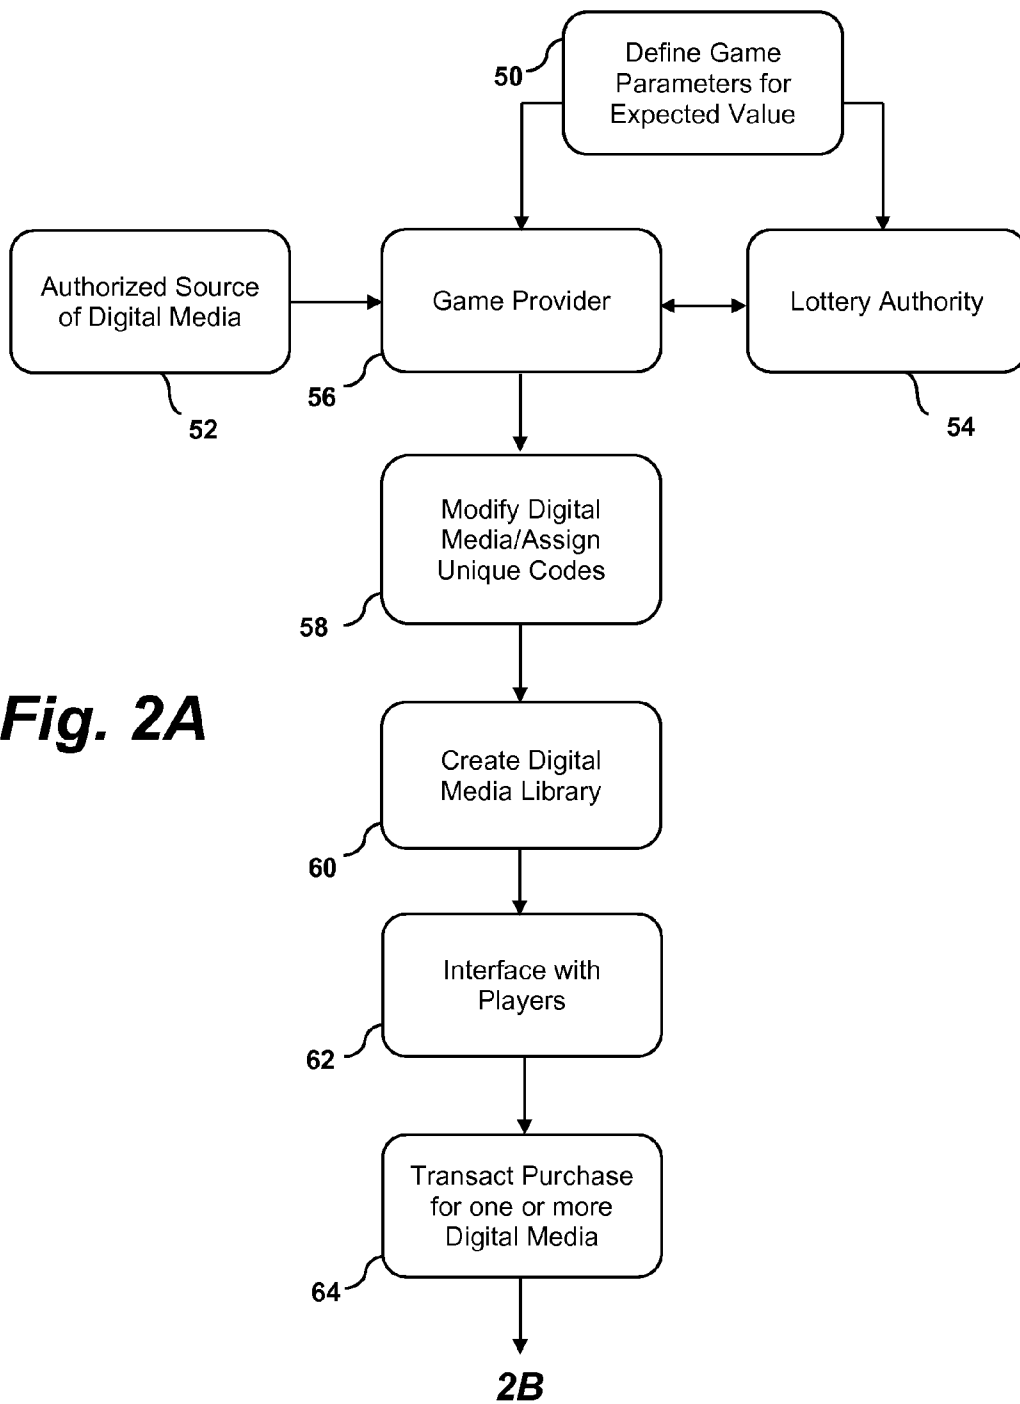 50
Define Game
Parameters for
Expected Value
Authorized Source
of Digital Media
52
Game Provider
56
Lottery Authority
54
Modify Digital
Media/Assign
Unique Codes
58
Fig. 2A
Create Digital
Media Library
60
Interface with
Players
62
Transact Purchase
for one or more
Digital Media
64
2B